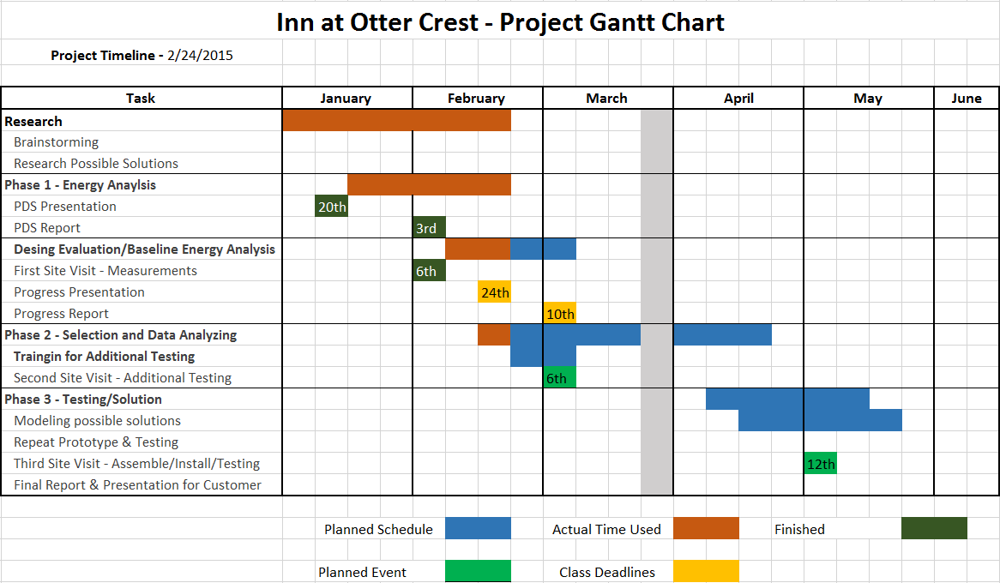 Inn at Otter Crest - Project Gantt Chart
Project Timeline - 2/24/2015
Task January February March April May June
Research
Brainstorming
Research Possible Solutions
Phase 1 - Energy Anaylsis
PDS Presentation 20th
PDS Report 3rd
Desing Evaluation/Baseline Energy Analysis
First Site Visit - Measurements 6th
Progress Presentation 24th
Progress Report 10th
Phase 2 - Selection and Data Analyzing
Traingin for Additional Testing
Second Site Visit - Additional Testing 6th
Phase 3 - Testing/Solution
Modeling possible solutions
Repeat Prototype & Testing
Third Site Visit - Assemble/Install/Testing 12th
Final Report & Presentation for Customer
Planned Schedule Actual Time Used Finished
Planned Event Class Deadlines